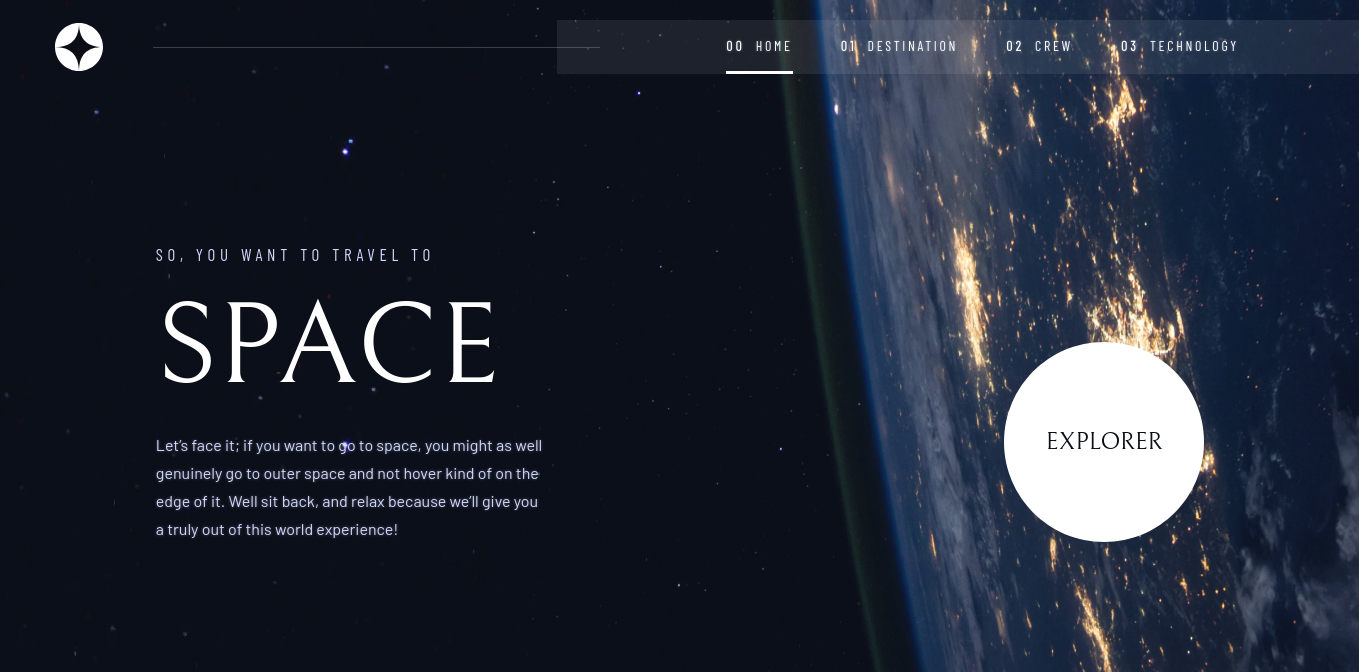 00 HOME 01 DESTINATION 02 CREW 03 TECHNOLOGY
SO, YOU WANT TO TRAVEL TO
SPACE
Let’s face it; if you want to go to space, you might as well
genuinely go to outer space and not hover kind of on the
edge of it. Well sit back, and relax because we’ll give you
a truly out of this world experience!
EXPLORER